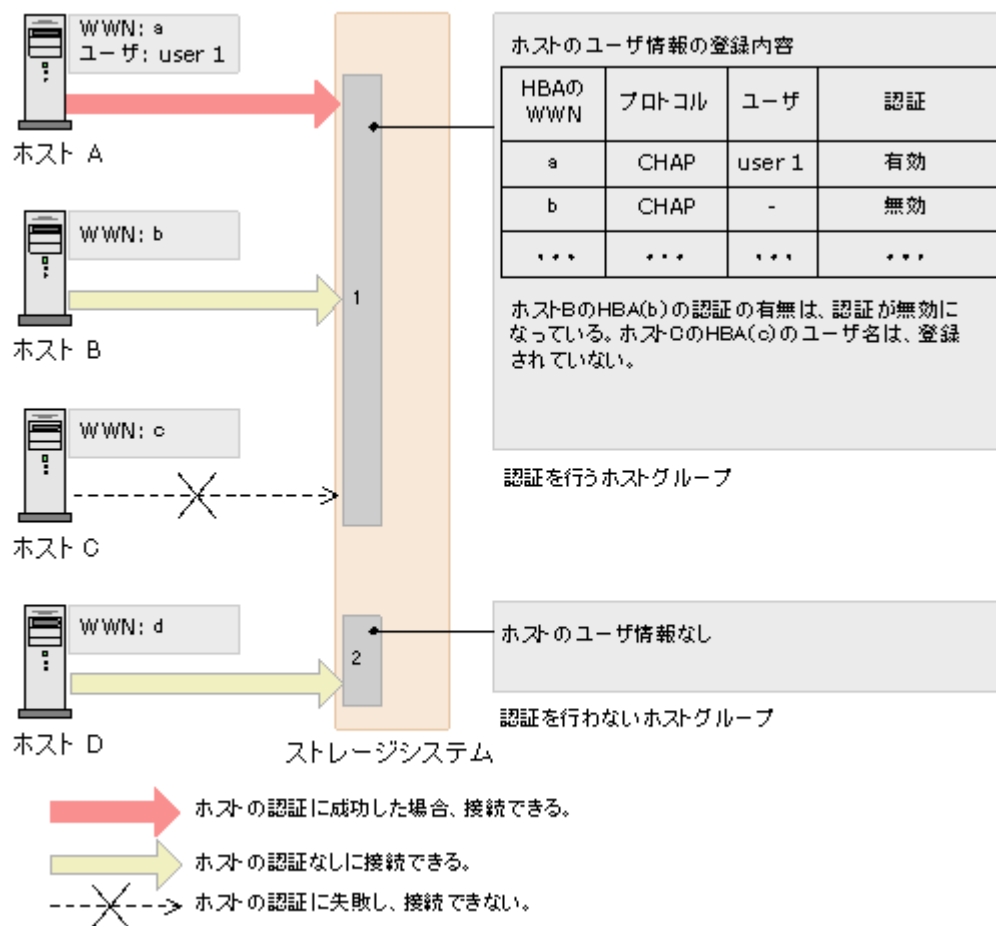 WWN: a
ユーザ: user 1
ホスト A
WWN: b
ホスト B
WWN: c
ホスト C
WWN: d
ホスト D
1
2
ストレージシステム
ホストのユーザ情報の登録内容
HBAの WWN プロトコル ユーザ 認証
a CHAP user 1 有効
b CHAP - 無効
... ... ... ...
ホストBのHBA(b)の認証の有無は、認証が無効に
なっている。ホストCのHBA(c)のユーザ名は、登録
されていない。
認証を行うホストグループ
ホストのユーザ情報なし
認証を行わないホストグループ
ホストの認証に成功した場合、接続できる。
ホストの認証なしに接続できる。
ホストの認証に失敗し、接続できない。